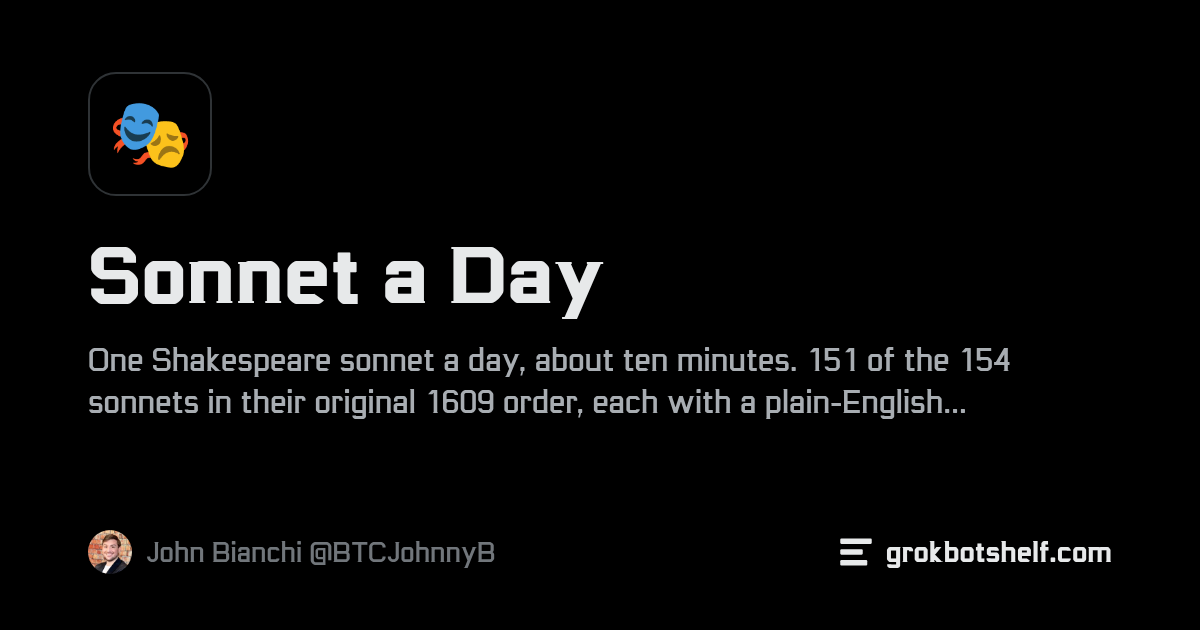 Sonnet a Day
One Shakespeare sonnet a day, about ten minutes. 151 of the 154
sonnets in their original 1609 order, each with a plain-English...
John Bianchi @BTCJohnnyB
grokbotshelf.com